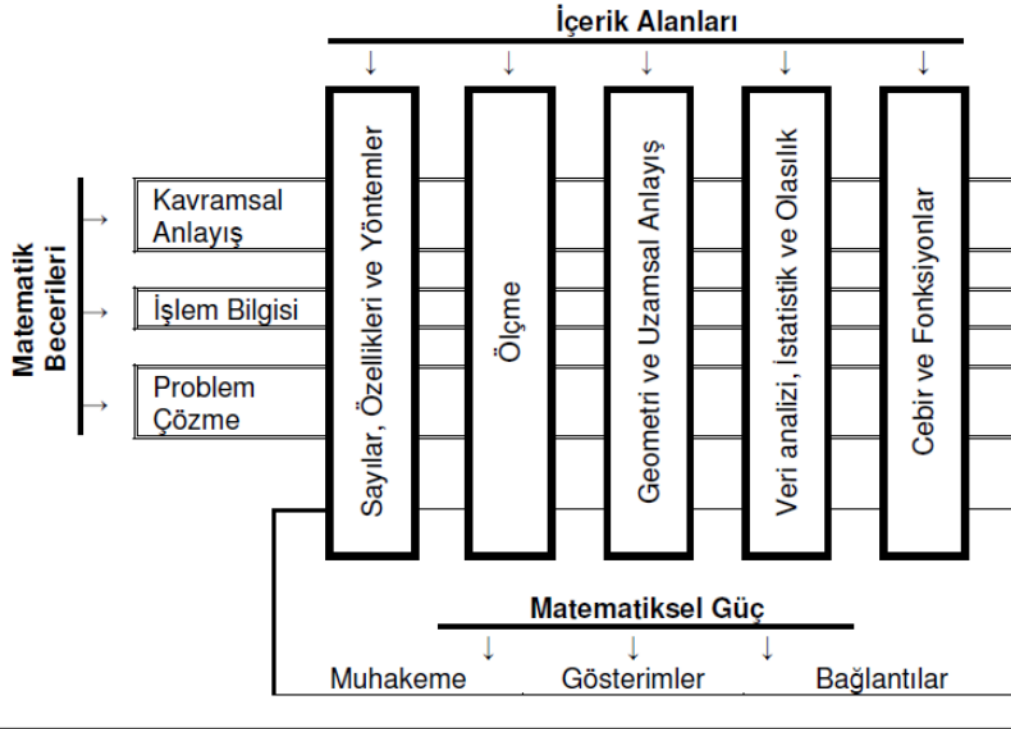 İçerik Alanları
Matematik
Becerileri
Kavramsal
Anlayış
İşlem Bilgisi
Problem
Çözme
Sayılar, Özellikleri ve Yöntemler
Ölçme
Geometri ve Uzamsal Anlayış
Veri analizi, İstatistik ve Olasılık
Cebir ve Fonksiyonlar
Matematiksel Güç
Muhakeme
Gösterimler
Bağlantılar